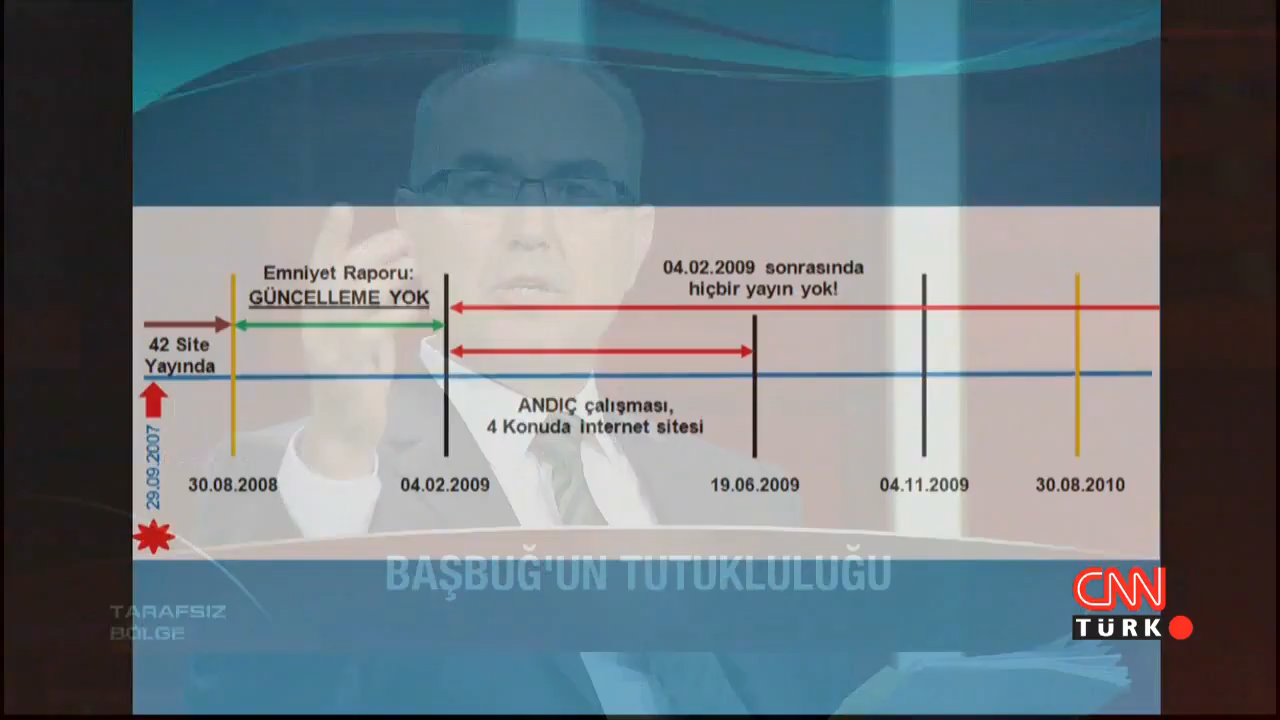 Emniyet Raporu:
GÜNCELLEME YOK
04.02.2009 sonrasında
hiçbir yayın yok!
42 Site
Yayında
ANDIÇ çalışması,
4 Konuda internet sitesi
29.09.2007
30.08.2008
04.02.2009
19.06.2009
04.11.2009
30.08.2010
BAŞBUĞ'UN TUTUKLULUĞU
TARAFSIZ
BÖLGE
CNN
TÜRK